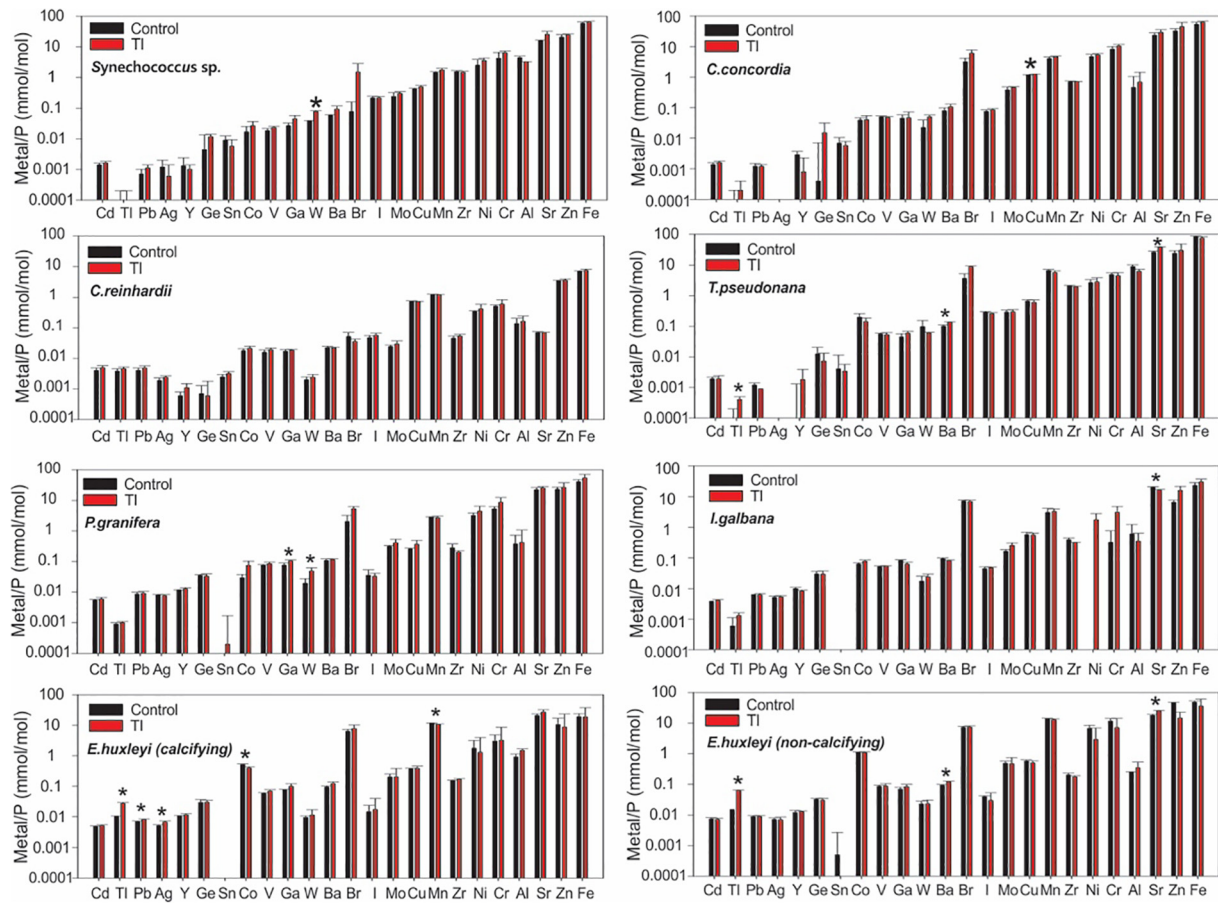 Metal/P (mmol/mol)
100
10
1
0.1
0.01
0.001
0.0001
Control
Tl
Synechococcus sp.
*
Cd Tl Pb Ag Y Ge Sn Co V Ga W Ba Br I Mo Cu Mn Zr Ni Cr Al Sr Zn Fe
Metal/P (mmol/mol)
100
10
1
0.1
0.01
0.001
0.0001
Control
Tl
C.concordia
*
Cd Tl Pb Ag Y Ge Sn Co V Ga W Ba Br I Mo Cu Mn Zr Ni Cr Al Sr Zn Fe
Metal/P (mmol/mol)
100
10
1
0.1
0.01
0.001
0.0001
Control
Tl
C.reinhardii
Cd Tl Pb Ag Y Ge Sn Co V Ga W Ba Br I Mo Cu Mn Zr Ni Cr Al Sr Zn Fe
Metal/P (mmol/mol)
100
10
1
0.1
0.01
0.001
0.0001
Control
Tl
T.pseudonana
* * *
Cd Tl Pb Ag Y Ge Sn Co V Ga W Ba Br I Mo Cu Mn Zr Ni Cr Al Sr Zn Fe
Metal/P (mmol/mol)
100
10
1
0.1
0.01
0.001
0.0001
Control
Tl
P.granifera
* *
Cd Tl Pb Ag Y Ge Sn Co V Ga W Ba Br I Mo Cu Mn Zr Ni Cr Al Sr Zn Fe
Metal/P (mmol/mol)
100
10
1
0.1
0.01
0.001
0.0001
Control
Tl
I.galbana
*
Cd Tl Pb Ag Y Ge Sn Co V Ga W Ba Br I Mo Cu Mn Zr Ni Cr Al Sr Zn Fe
Metal/P (mmol/mol)
100
10
1
0.1
0.01
0.001
0.0001
Control
Tl
E.huxleyi (calcifying)
* * * * *
Cd Tl Pb Ag Y Ge Sn Co V Ga W Ba Br I Mo Cu Mn Zr Ni Cr Al Sr Zn Fe
Metal/P (mmol/mol)
100
10
1
0.1
0.01
0.001
0.0001
Control
Tl
E.huxleyi (non-calcifying)
* * *
Cd Tl Pb Ag Y Ge Sn Co V Ga W Ba Br I Mo Cu Mn Zr Ni Cr Al Sr Zn Fe